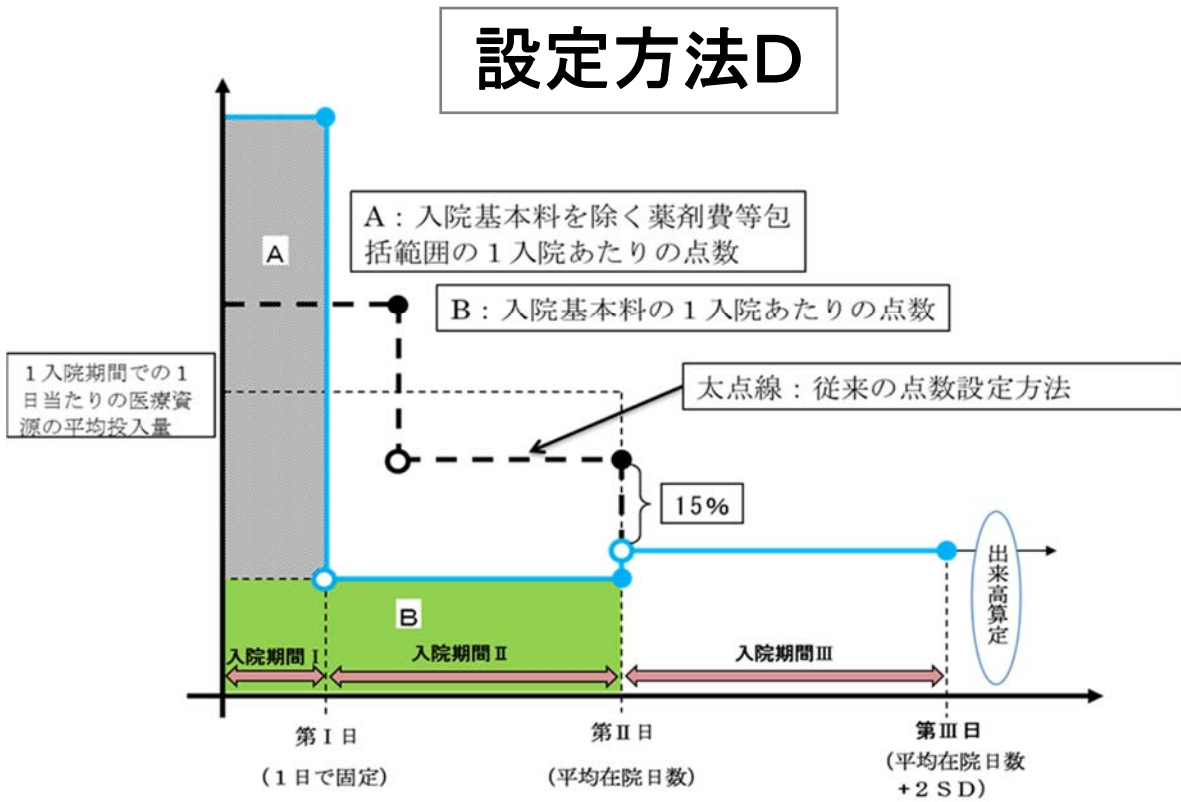 設定方法D
A：入院基本料を除く薬剤費等包
括範囲の１入院あたりの点数
A
B：入院基本料の１入院あたりの点数
１入院期間での１
日当たりの医療資
源の平均投入量
太点線：従来の点数設定方法
15%
出来高算定
B
入院期間Ⅰ
入院期間Ⅱ
入院期間Ⅲ
第Ⅰ日
（１日で固定）
第Ⅱ日
（平均在院日数）
第Ⅲ日
（平均在院日数
+２ＳＤ）